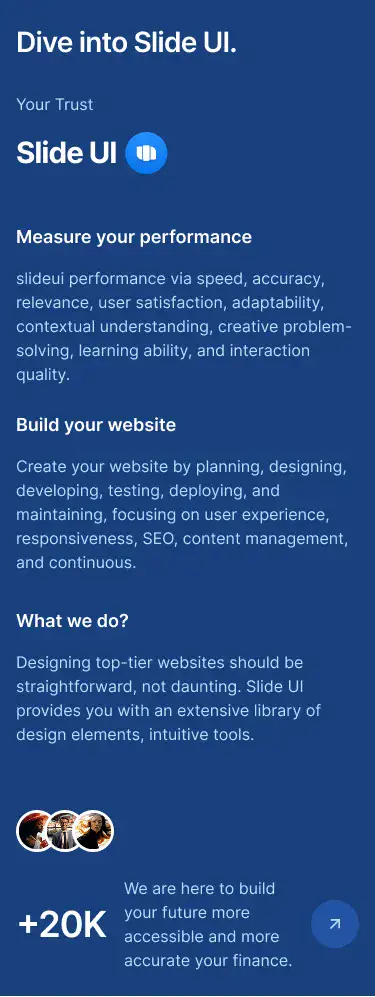 Dive into Slide UI.
Your Trust
Slide UI
Measure your performance
slideui performance via speed, accuracy,
relevance, user satisfaction, adaptability,
contextual understanding, creative problem-
solving, learning ability, and interaction
quality.
Build your website
Create your website by planning, designing,
developing, testing, deploying, and
maintaining, focusing on user experience,
responsiveness, SEO, content management,
and continuous.
What we do?
Designing top-tier websites should be
straightforward, not daunting. Slide UI
provides you with an extensive library of
design elements, intuitive tools.
+20K
We are here to build
your future more
accessible and more
accurate your finance.